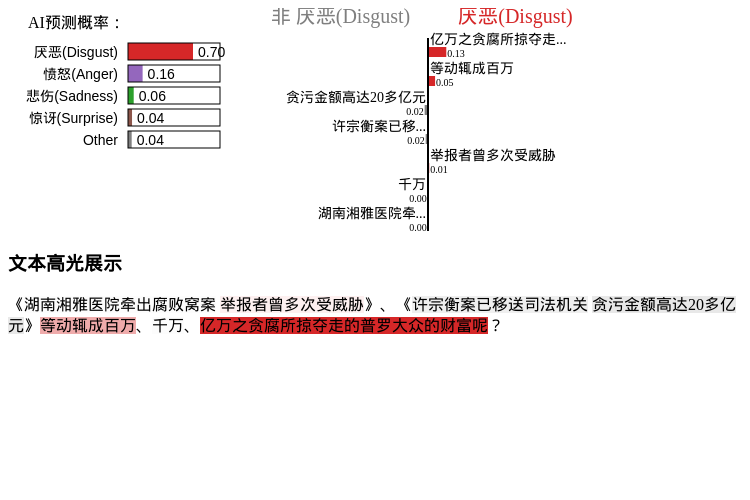 AI预测概率：
厌恶(Disgust) 0.70
愤怒(Anger) 0.16
悲伤(Sadness) 0.06
惊讶(Surprise) 0.04
Other 0.04
非 厌恶(Disgust) 厌恶(Disgust)
亿万之贪腐所掠夺走...
0.13
等动辄成百万
0.05
贪污金额高达20多亿元
0.02
许宗衡案已移...
0.02
举报者曾多次受威胁
0.01
千万
0.00
湖南湘雅医院牵...
0.00
文本高光展示
《湖南湘雅医院牵出腐败窝案 举报者曾多次受威胁》、《许宗衡案已移送司法机关 贪污金额高达20多亿
元》等动辄成百万、千万、亿万之贪腐所掠夺走的普罗大众的财富呢？